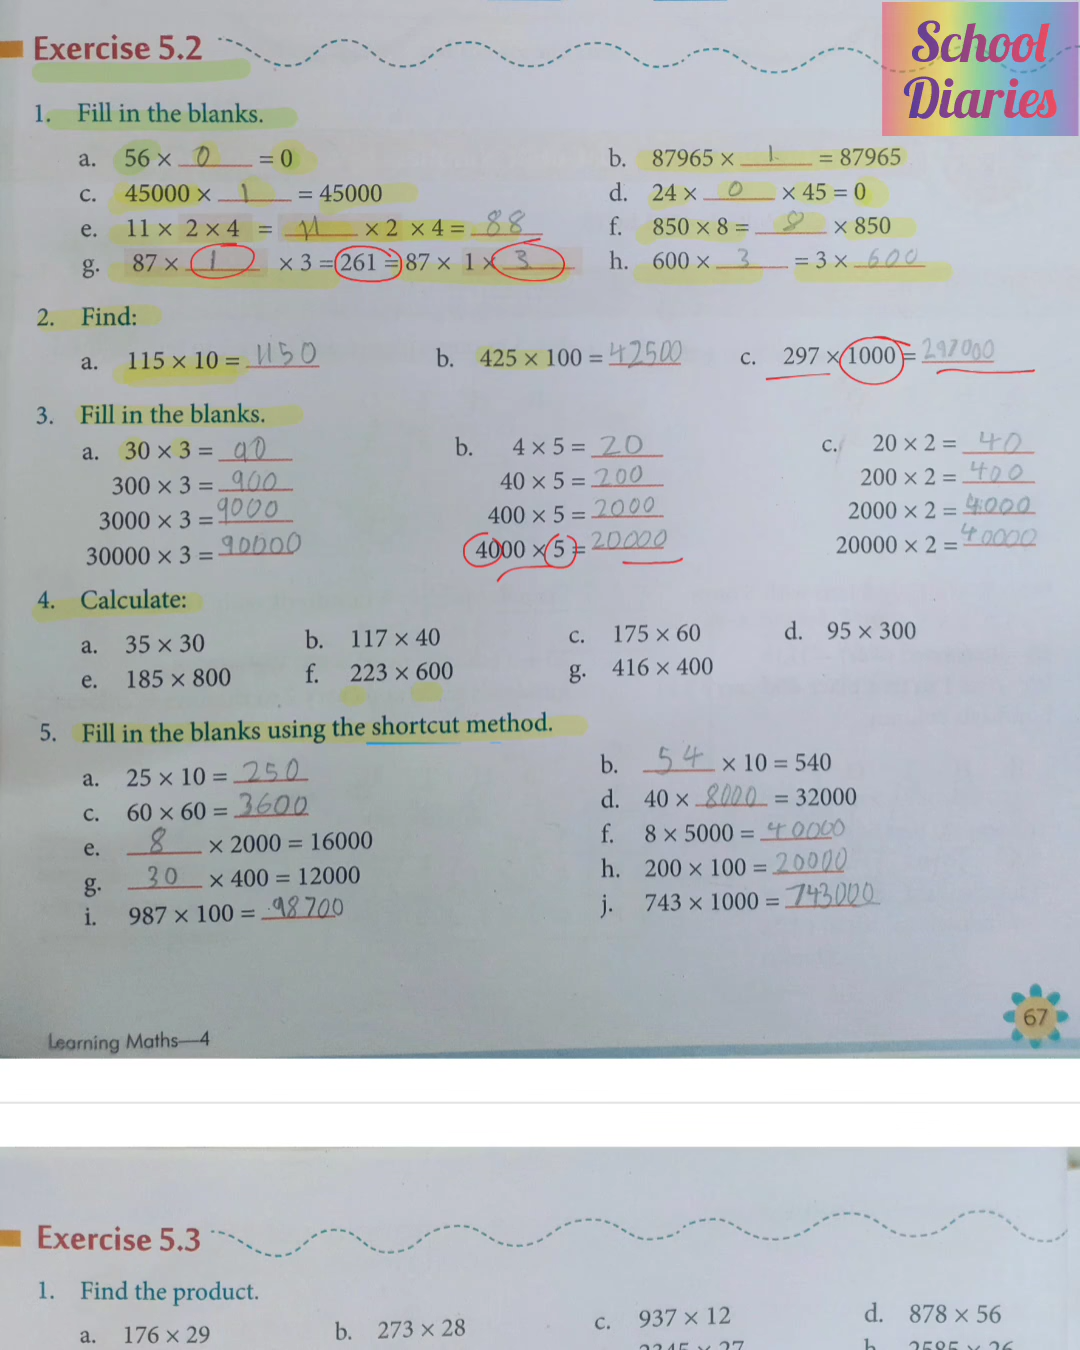 School
Diaries
Exercise 5.2
1. Fill in the blanks.
a. 56 × 0 = 0
b. 87965 × 1 = 87965
c. 45000 × 1 = 45000
d. 24 × 0 × 45 = 0
e. 11 × 2 × 4 = 11 × 2 × 4 = 88
f. 850 × 8 = 8 × 850
g. 87 × 1 × 3 = 261 = 87 × 1 × 3
h. 600 × 3 = 3 × 600
2. Find:
a. 115 × 10 = 1150
b. 425 × 100 = 42500
c. 297 × 1000 = 297000
3. Fill in the blanks.
a. 30 × 3 = 90
300 × 3 = 900
3000 × 3 = 9000
30000 × 3 = 90000
b. 4 × 5 = 20
40 × 5 = 200
400 × 5 = 2000
4000 × 5 = 20000
c. 20 × 2 = 40
200 × 2 = 400
2000 × 2 = 4000
20000 × 2 = 40000
4. Calculate:
a. 35 × 30
b. 117 × 40
c. 175 × 60
d. 95 × 300
e. 185 × 800
f. 223 × 600
g. 416 × 400
5. Fill in the blanks using the shortcut method.
a. 25 × 10 = 250
b. 54 × 10 = 540
c. 60 × 60 = 3600
d. 40 × 8000 = 32000
e. 8 × 2000 = 16000
f. 8 × 5000 = 40000
g. 30 × 400 = 12000
h. 200 × 100 = 20000
i. 987 × 100 = 98700
j. 743 × 1000 = 743000
Learning Maths—4
67
Exercise 5.3
1. Find the product.
a. 176 × 29
b. 273 × 28
c. 937 × 12
d. 878 × 56